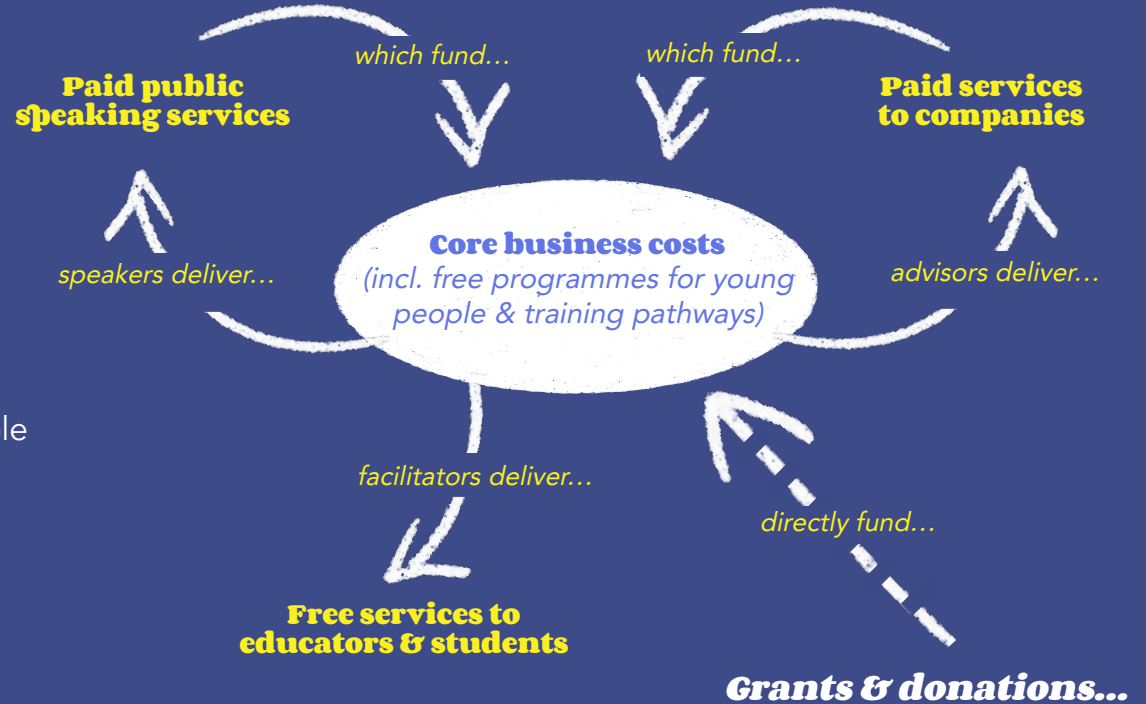 which fund...
which fund...
Paid public
speaking services
Paid services
to companies
Core business costs
(incl. free programmes for young
people & training pathways)
speakers deliver...
advisors deliver...
le
facilitators deliver...
directly fund...
Free services to
educators & students
Grants & donations...